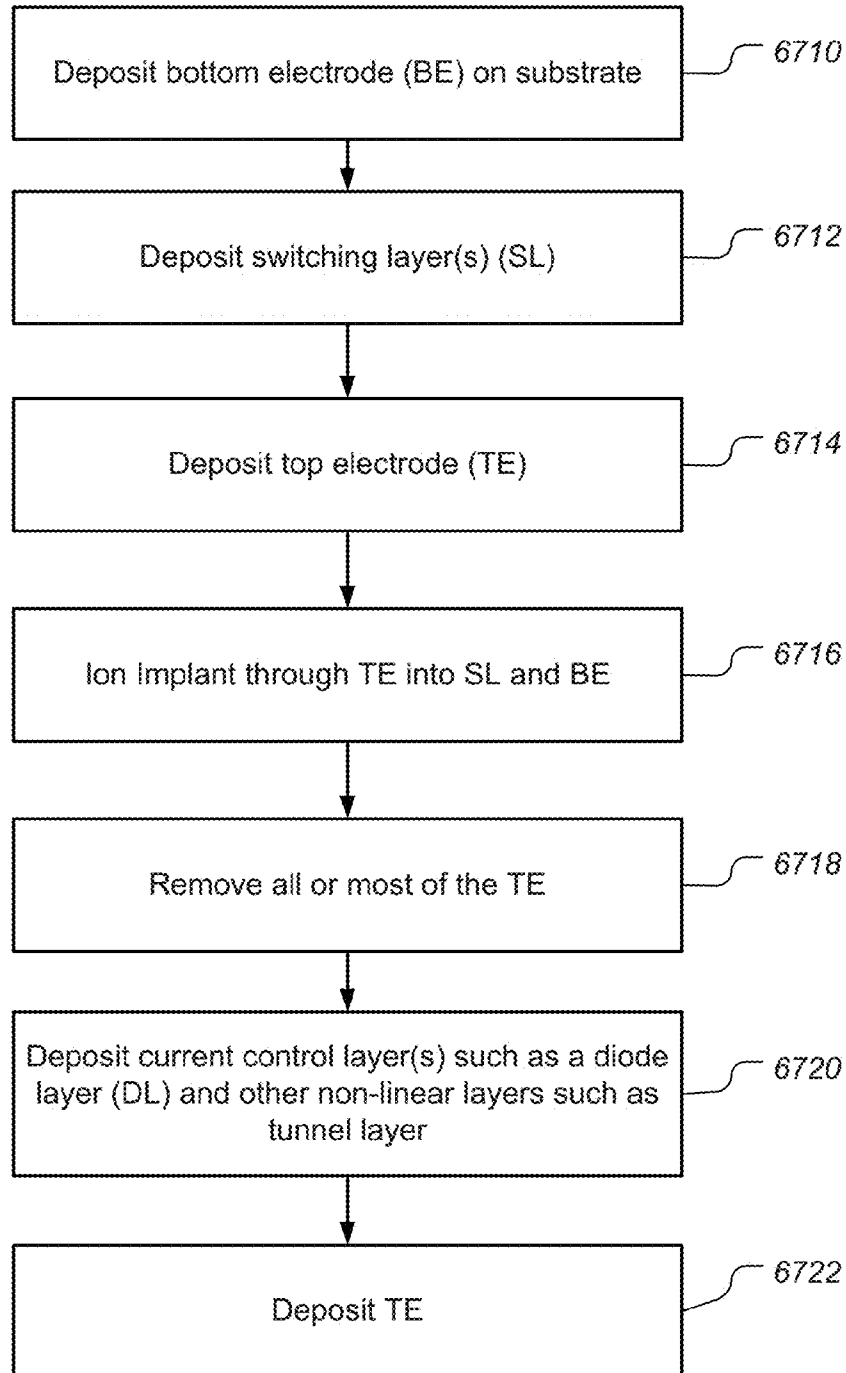 Deposit bottom electrode (BE) on substrate
6710
Deposit switching layer(s) (SL)
6712
Deposit top electrode (TE)
6714
Ion Implant through TE into SL and BE
6716
Remove all or most of the TE
6718
Deposit current control layer(s) such as a diode
layer (DL) and other non-linear layers such as
tunnel layer
6720
Deposit TE
6722